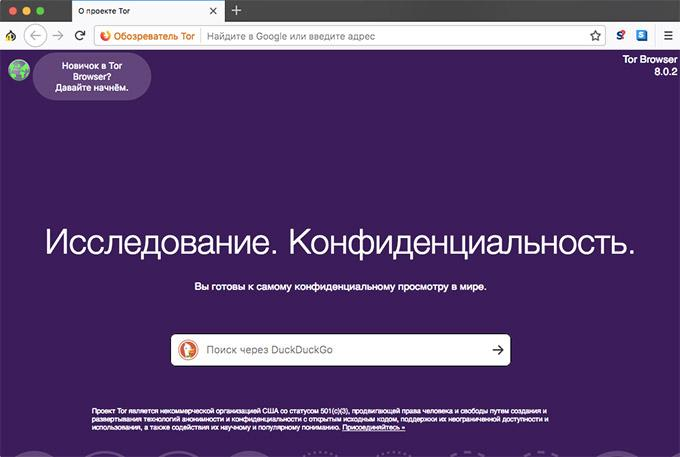 О проекте Tor
Обозреватель Tor
Найдите в Google или введите адрес
Новичок в Tor
Browser?
Давайте начнём.
Tor Browser
8.0.2
Исследование. Конфиденциальность.
Вы готовы к самому конфиденциальному просмотру в мире.
Поиск через DuckDuckGo
Проект Tor является некоммерческой организацией США со статусом 501(c)(3), продвигающей права человека и свободы путем создания и
развертывания технологий анонимности и конфиденциальности с открытым исходным кодом, поддержки их неограниченной доступности и
использования, а также содействия их научному и популярному пониманию. Присоединяйтесь »